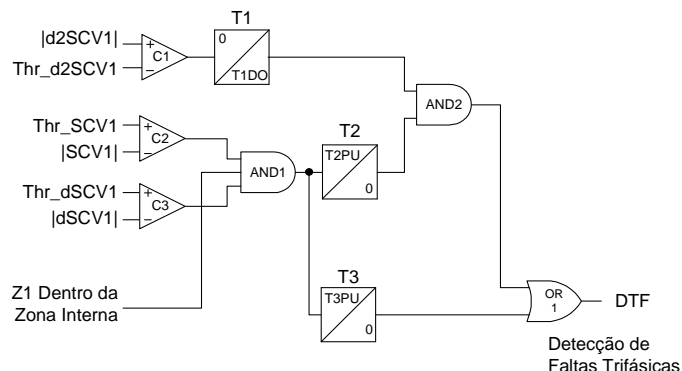 T1
|d2SCV1|
Thr_d2SCV1
+
−
C1
0
T1DO
AND2
Thr_SCV1
|SCV1|
+
−
C2
T2
T2PU
0
AND1
Thr_dSCV1
|dSCV1|
+
−
C3
T3
T3PU
0
Z1 Dentro da
Zona Interna
OR
1
DTF
Detecção de
Faltas Trifásicas